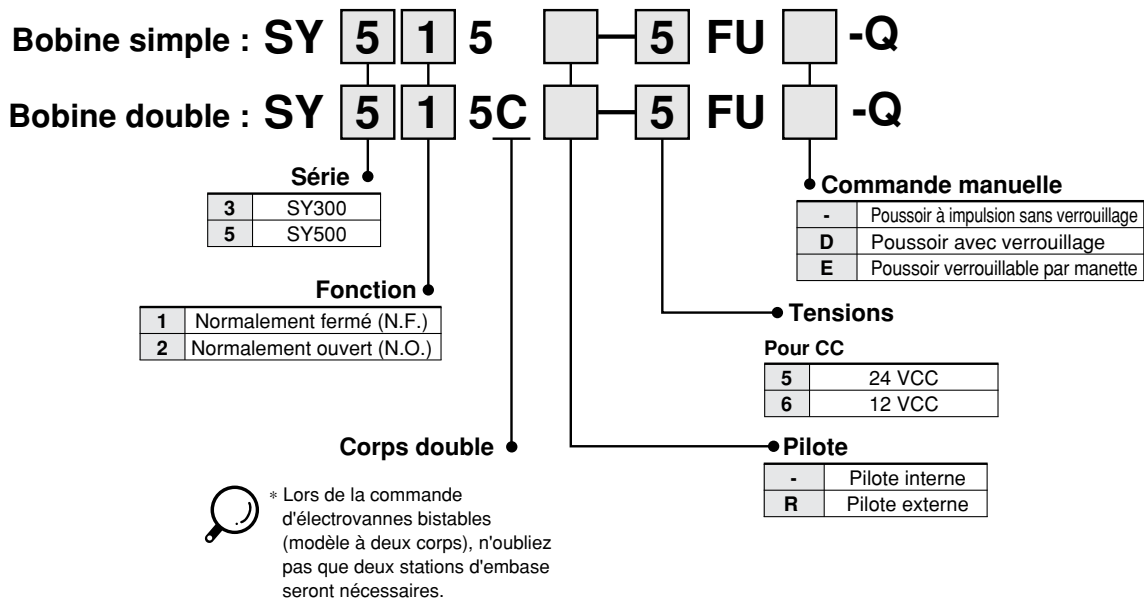 Bobine simple : SY 5 1 5 – 5 FU -Q
Bobine double : SY 5 1 5C – 5 FU -Q
Série
3 SY300
5 SY500
Fonction
1 Normalement fermé (N.F.)
2 Normalement ouvert (N.O.)
Corps double
* Lors de la commande
d'électrovannes bistables
(modèle à deux corps), n'oubliez
pas que deux stations d'embase
seront nécessaires.
Commande manuelle
- Poussoir à impulsion sans verrouillage
D Poussoir avec verrouillage
E Poussoir verrouillable par manette
Tensions
Pour CC
5 24 VCC
6 12 VCC
Pilote
- Pilote interne
R Pilote externe